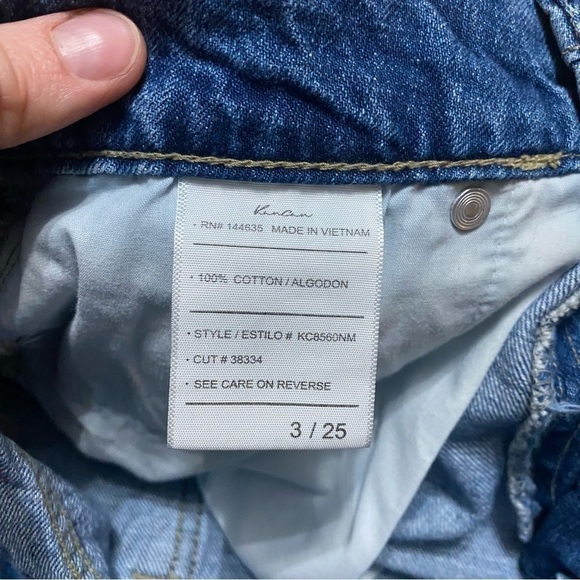 KanCan
· RN# 144635 MADE IN VIETNAM
· 100% COTTON / ALGODON
· STYLE / ESTILO # KC8560NM
· CUT # 38334
· SEE CARE ON REVERSE
3 / 25